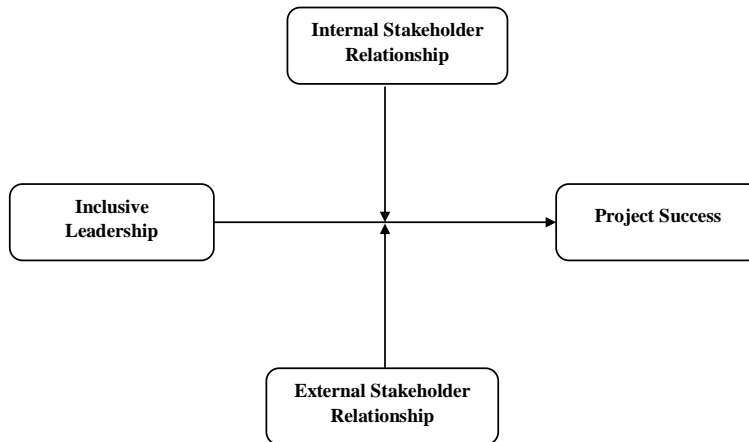 Internal Stakeholder
Relationship
Inclusive
Leadership
Project Success
External Stakeholder
Relationship